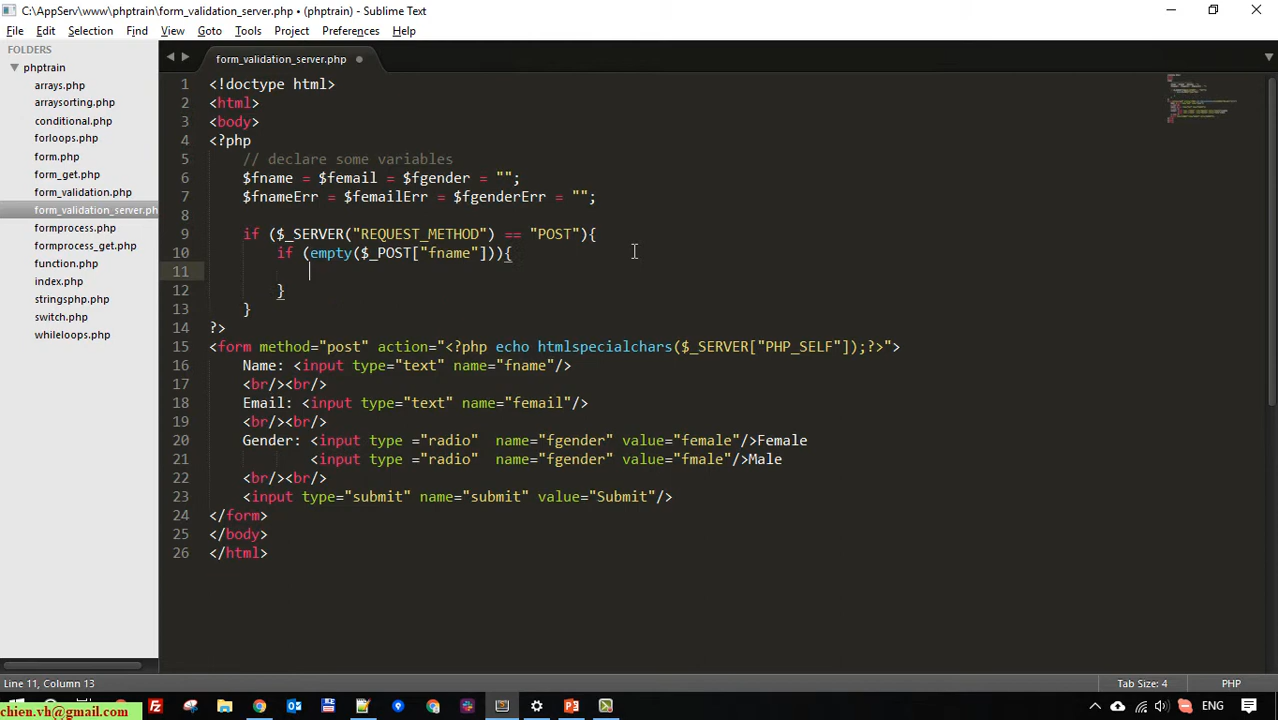 C:\AppServ\www\phptrain\form_validation_server.php • (phptrain) - Sublime Text
File Edit Selection Find View Goto Tools Project Preferences Help
FOLDERS
phptrain
arrays.php
arraysorting.php
conditional.php
forloops.php
form.php
form_get.php
form_validation.php
form_validation_server.ph
formprocess.php
formprocess_get.php
function.php
index.php
stringsphp.php
switch.php
whileloops.php
form_validation_server.php
1 <!doctype html>
2 <html>
3 <body>
4 <?php
5 // declare some variables
6 $fname = $femail = $fgender = "";
7 $fnameErr = $femailErr = $fgenderErr = "";
8
9 if ($_SERVER("REQUEST_METHOD") == "POST"){
10 if (empty($_POST["fname"])){
11
12 }
13 }
14 ?>
15 <form method="post" action="<?php echo htmlspecialchars($_SERVER["PHP_SELF"]);?>">
16 Name: <input type="text" name="fname"/>
17 <br/><br/>
18 Email: <input type="text" name="femail"/>
19 <br/><br/>
20 Gender: <input type ="radio"  name="fgender" value="female"/>Female
21 <input type ="radio"  name="fgender" value="fmale"/>Male
22 <br/><br/>
23 <input type="submit" name="submit" value="Submit"/>
24 </form>
25 </body>
26 </html>
Line 11, Column 13 Tab Size: 4 PHP
chien.vh@gmail.com ENG